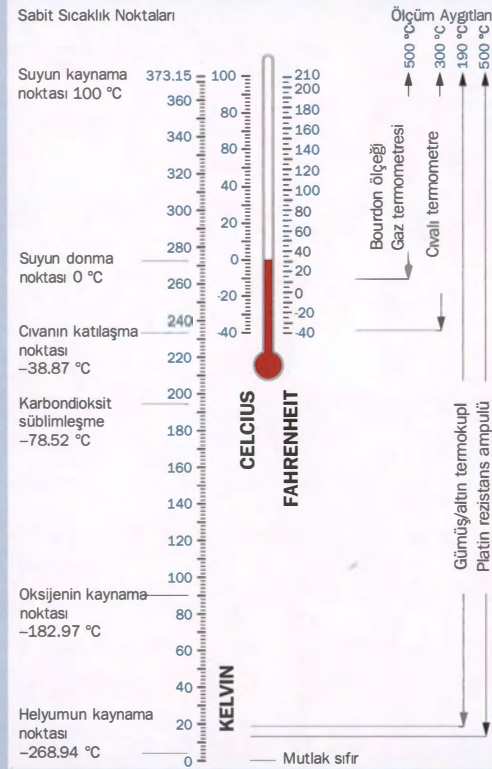 Sabit Sıcaklık Noktaları
Ölçüm Aygıtları
Suyun kaynama
noktası 100 °C
Suyun donma
noktası 0 °C
Cıvanın katılaşma
noktası
–38.87 °C
Karbondioksit
süblimleşme
–78.52 °C
Oksijenin kaynama
noktası
–182.97 °C
Helyumun kaynama
noktası
–268.94 °C
373.15
360
340
320
300
280
260
240
220
200
180
160
140
120
100
80
60
40
20
0
KELVIN
100
80
80
40
20
0
-20
-40
CELCIUS
210
200
180
160
140
120
100
80
60
40
20
0
-20
-40
FAHRENHEIT
500 °C
300 °C
190 °C
500 °C
Bourdon ölçeği
Gaz termometresi
Cıvalı termometre
Gümüş/altın termokupl
Platin rezistans ampulü
Mutlak sıfır